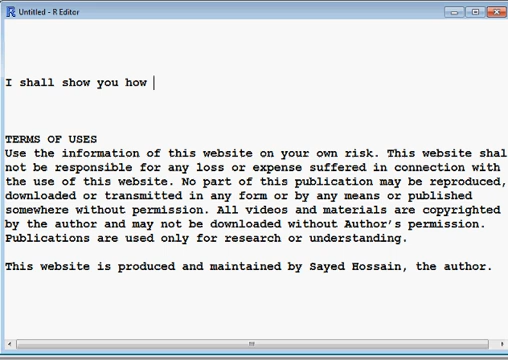 Untitled - R Editor
I shall show you how
TERMS OF USES
Use the information of this website on your own risk. This website shal
not be responsible for any loss or expense suffered in connection with
the use of this website. No part of this publication may be reproduced,
downloaded or transmitted in any form or by any means or published
somewhere without permission. All videos and materials are copyrighted
by the author and may not be downloaded without Author's permission.
Publications are used only for research or understanding.
This website is produced and maintained by Sayed Hossain, the author.